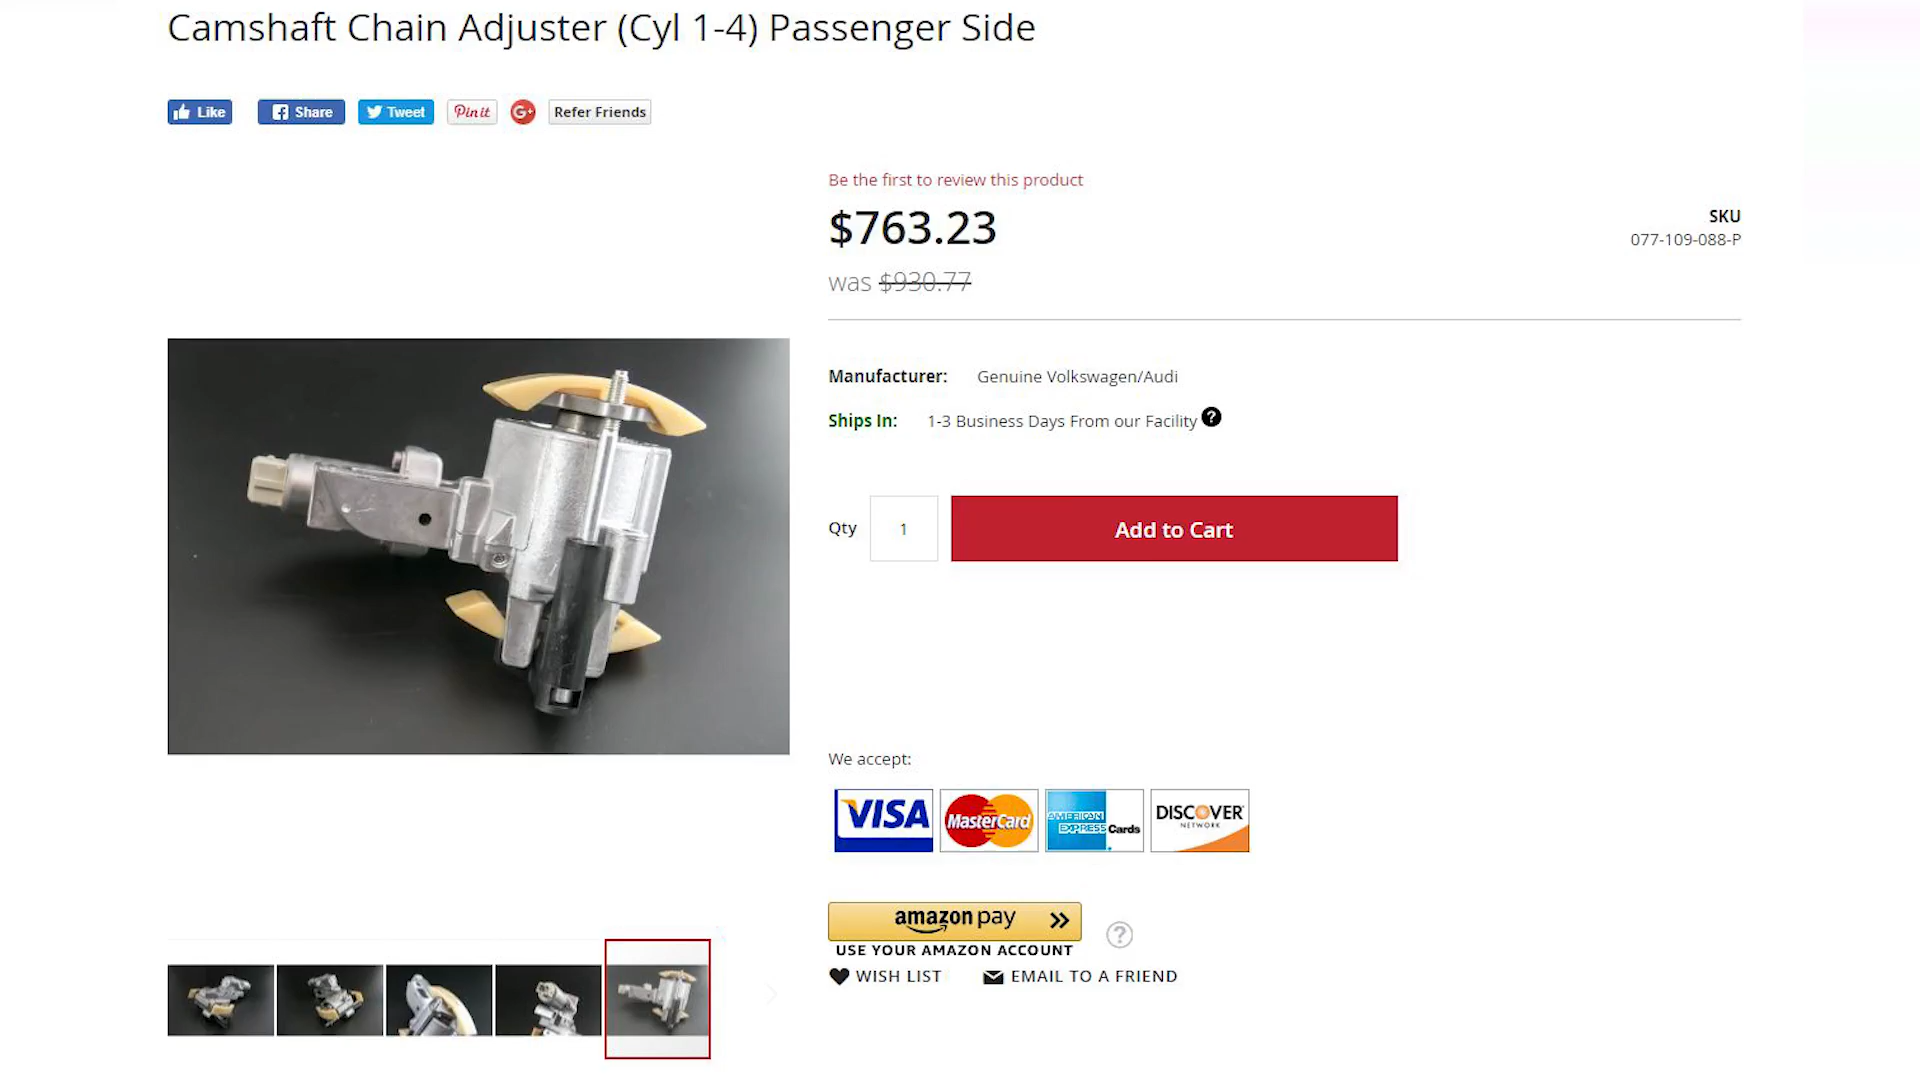 Camshaft Chain Adjuster (Cyl 1-4) Passenger Side
Like
Share
Tweet
Pin it
G+
Refer Friends
Be the first to review this product
$763.23
SKU
077-109-088-P
was $930.77
Manufacturer: Genuine Volkswagen/Audi
Ships In: 1-3 Business Days From our Facility ?
Qty 1 Add to Cart
We accept:
VISA
MasterCard
AMERICAN EXPRESS Cards
DISCOVER NETWORK
amazon pay
?
USE YOUR AMAZON ACCOUNT
WISH LIST EMAIL TO A FRIEND